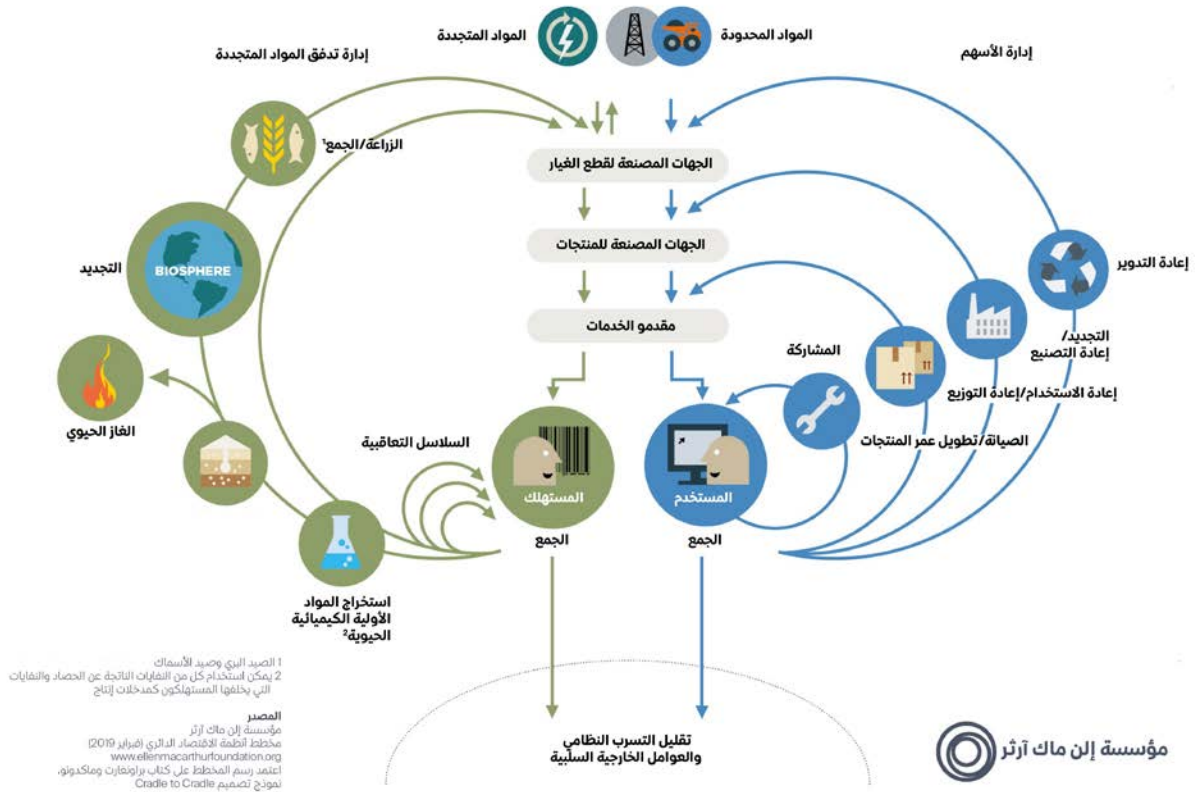 المواد المتجددة
المواد المحدودة
إدارة تدفق المواد المتجددة
إدارة الأسهم
الزراعة/الجمع¹
الجهات المصنعة لقطع الغيار
الجهات المصنعة للمنتجات
مقدمو الخدمات
BIOSPHERE
التجديد
إعادة التدوير
التجديد/
إعادة التصنيع
المشاركة
إعادة الاستخدام/إعادة التوزيع
الصيانة/تطويل عمر المنتجات
الغاز الحيوي
السلاسل التعاقبية
المستهلك
المستخدم
الجمع
الجمع
استخراج المواد
الأولية الكيميائية
الحيوية²
1 الصيد البري وصيد الأسماك
2 يمكن استخدام كل من النفايات الناتجة عن الحصاد والنفايات
التي يخلفها المستهلكون كمدخلات إنتاج
المصدر
مؤسسة إلن ماك آرثر
مخطط أنظمة الاقتصاد الدائري (فبراير 2019)
www.ellenmacarthurfoundation.org
اعتمد رسم المخطط على كتاب براونغارت وماكدونو،
نموذج تصميم Cradle to Cradle
تقليل التسرب النظامي
والعوامل الخارجية السلبية
مؤسسة إلن ماك آرثر